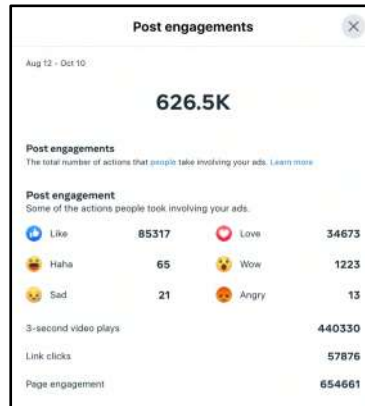 Post engagements
Aug 12 – Oct 10
626.5K
Post engagements
The total number of actions that people take involving your ads. Learn more
Post engagement
Some of the actions people took involving your ads.
Like 85317 Love 34673
Haha 65 Wow 1223
Sad 21 Angry 13
3-second video plays 440330
Link clicks 57876
Page engagement 654661